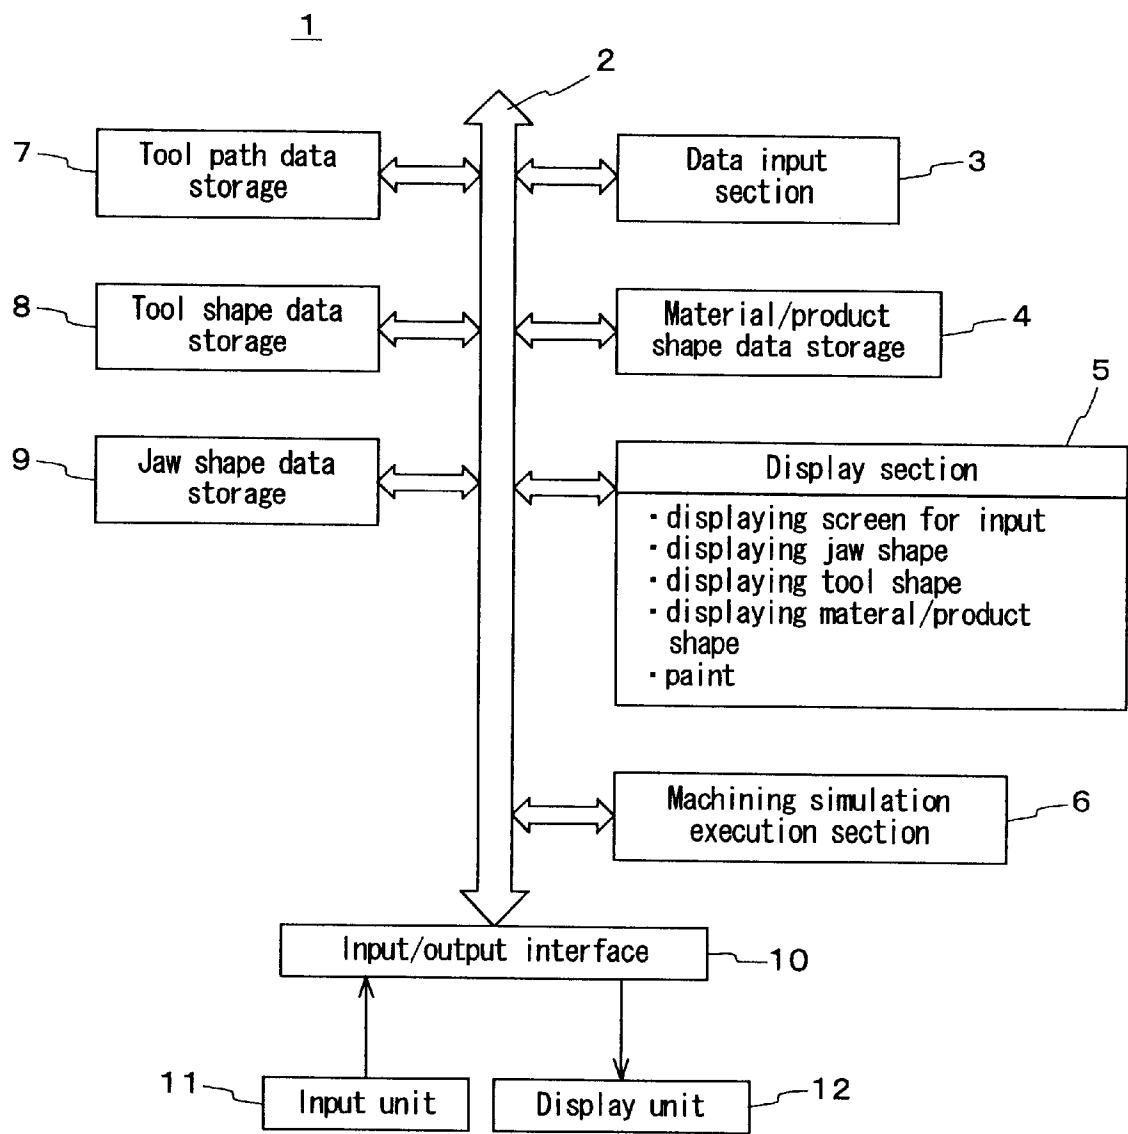 1
2
7
Tool path data
storage
Data input
section
3
8
Tool shape data
storage
Material/product
shape data storage
4
5
9
Jaw shape data
storage
Display section
・displaying screen for input
・displaying jaw shape
・displaying tool shape
・displaying materal/product
shape
・paint
Machining simulation
execution section
6
Input/output interface
10
11
Input unit
Display unit
12